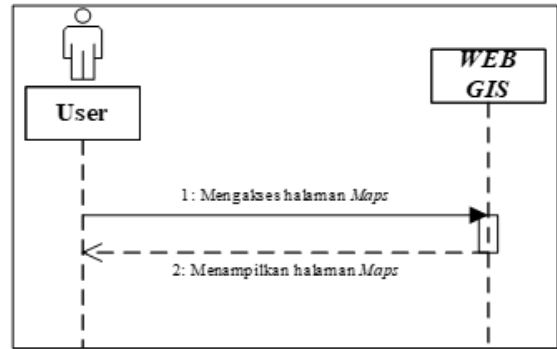 User
WEB
GIS
1: Mengakses halaman Maps
2: Menampilkan halaman Maps